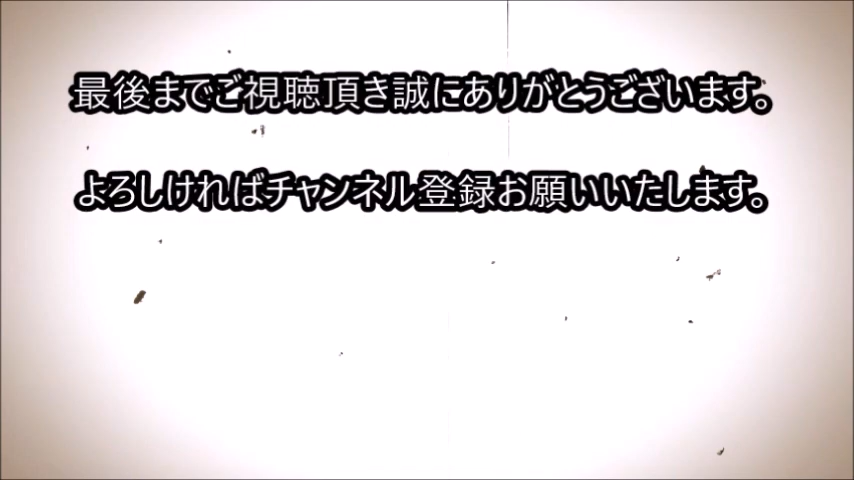 最後までご視聴頂き誠にありがとうございます。
よろしければチャンネル登録お願いいたします。